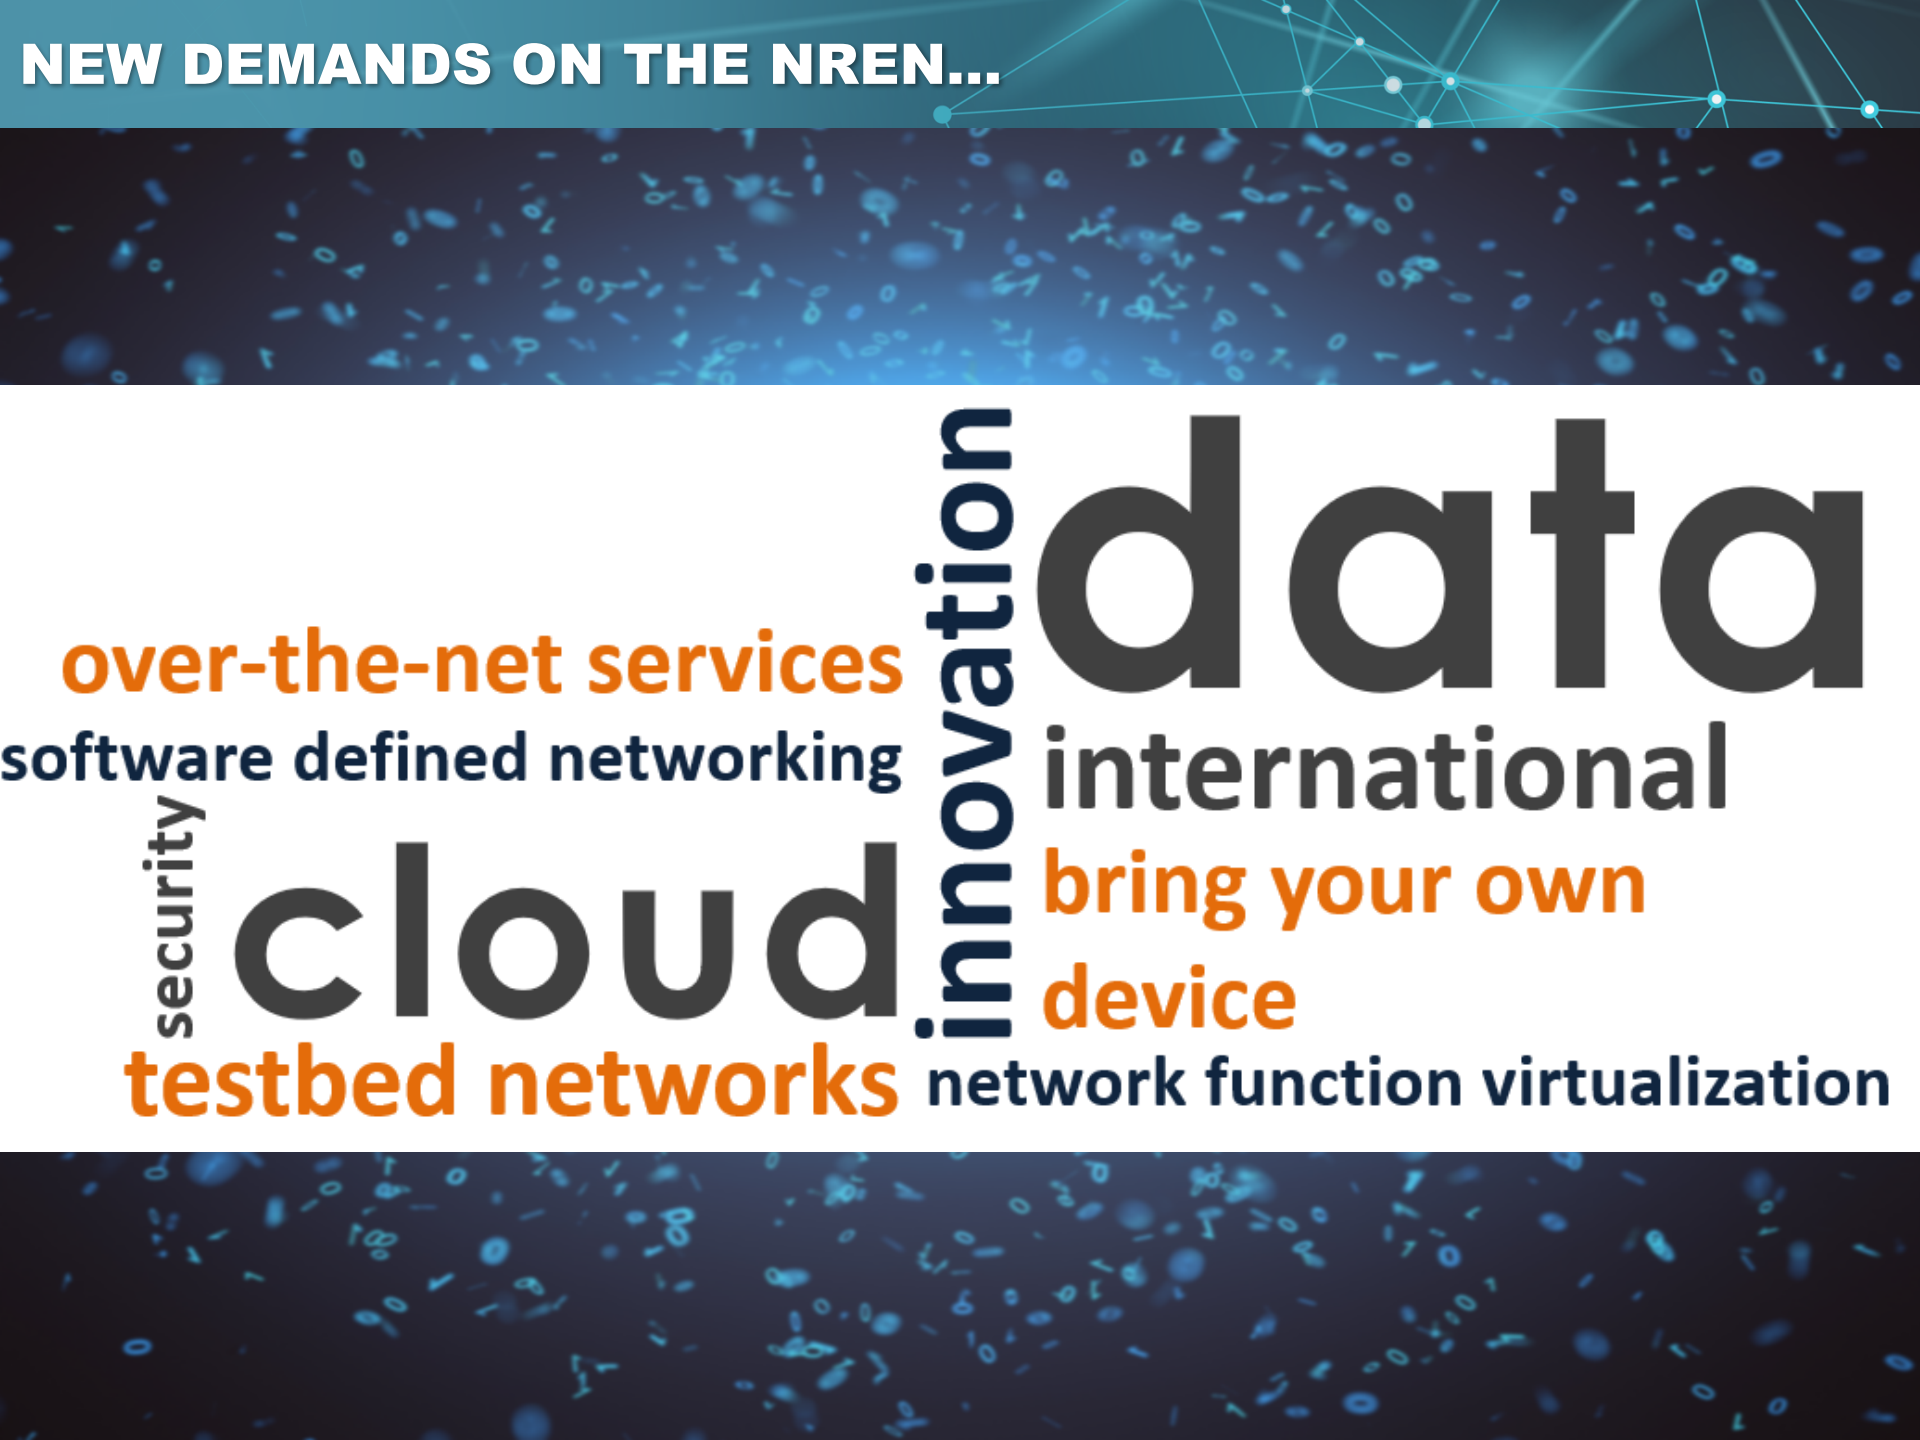 NEW DEMANDS ON THE NREN...
innovation
data
over-the-net services
software defined networking
international
security
cloud
bring your own
device
testbed networks
network function virtualization